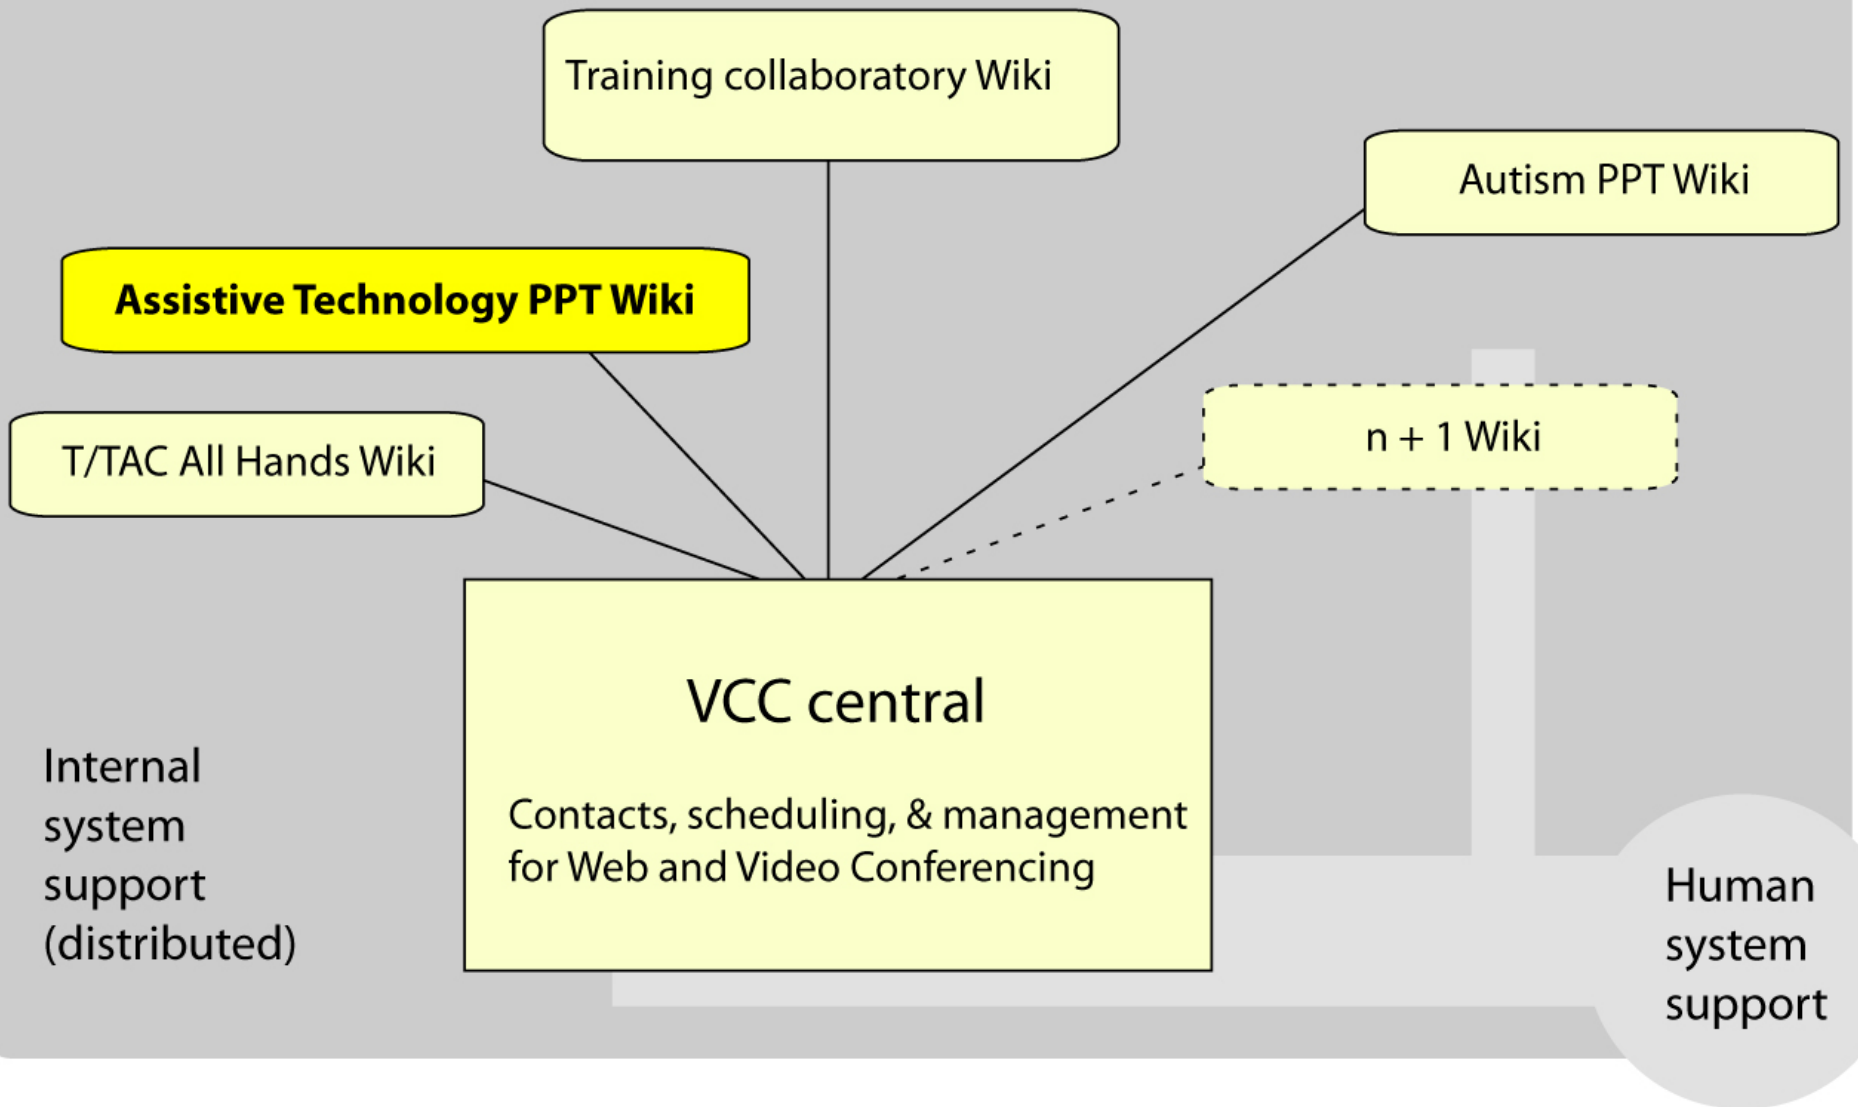 Training collaboratory Wiki
Autism PPT Wiki
Assistive Technology PPT Wiki
n + 1 Wiki
T/TAC All Hands Wiki
VCC central
Contacts, scheduling, & management
for Web and Video Conferencing
Internal
system
support
(distributed)
Human
system
support